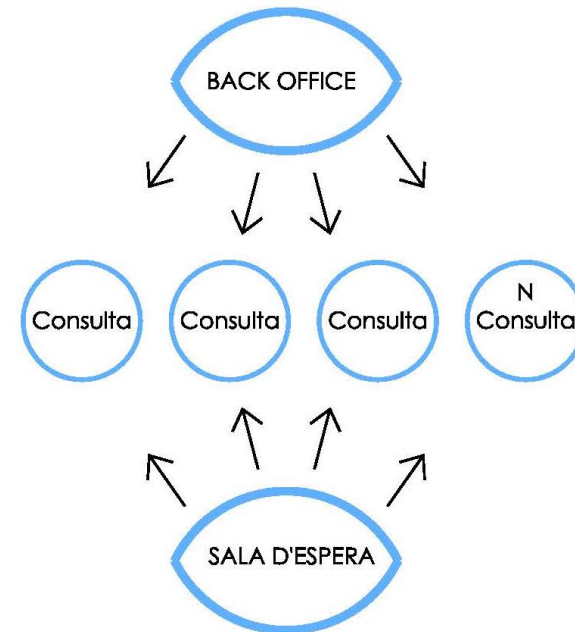 BACK OFFICE
Consulta
Consulta
Consulta
N
Consulta
SALA D'ESPERA